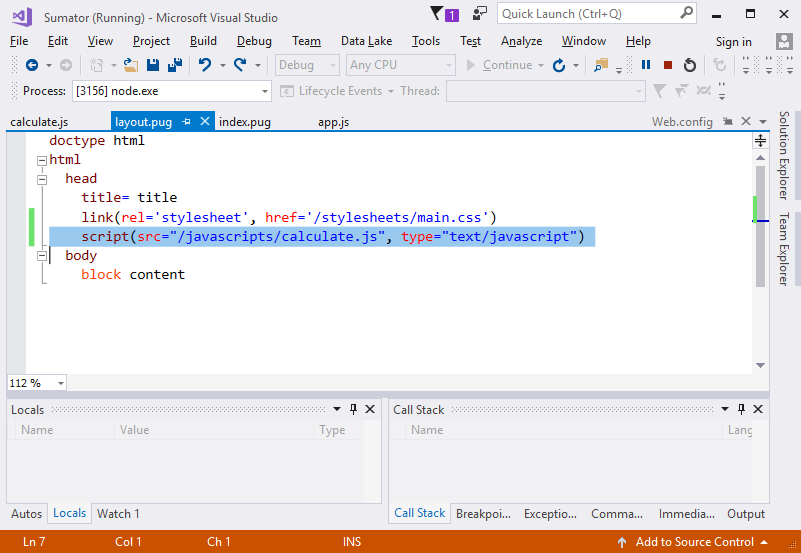 Sumator (Running) - Microsoft Visual Studio
1
Quick Launch (Ctrl+Q)
File Edit View Project Build Debug Team Data Lake Tools Test Analyze Window Help Sign in
Debug Any CPU Continue
Process: [3156] node.exe Lifecycle Events Thread:
calculate.js layout.pug index.pug app.js Web.config
doctype html
html
head
title= title
link(rel='stylesheet', href='/stylesheets/main.css')
script(src="/javascripts/calculate.js", type="text/javascript")
body
block content
Solution Explorer
Team Explorer
112 %
Locals
Name Value Type
Autos Locals Watch 1
Call Stack
Name Lang
Call Stack Breakpoi... Exceptio... Comma... Immedia... Output
Ln 7 Col 1 Ch 1 INS Add to Source Control